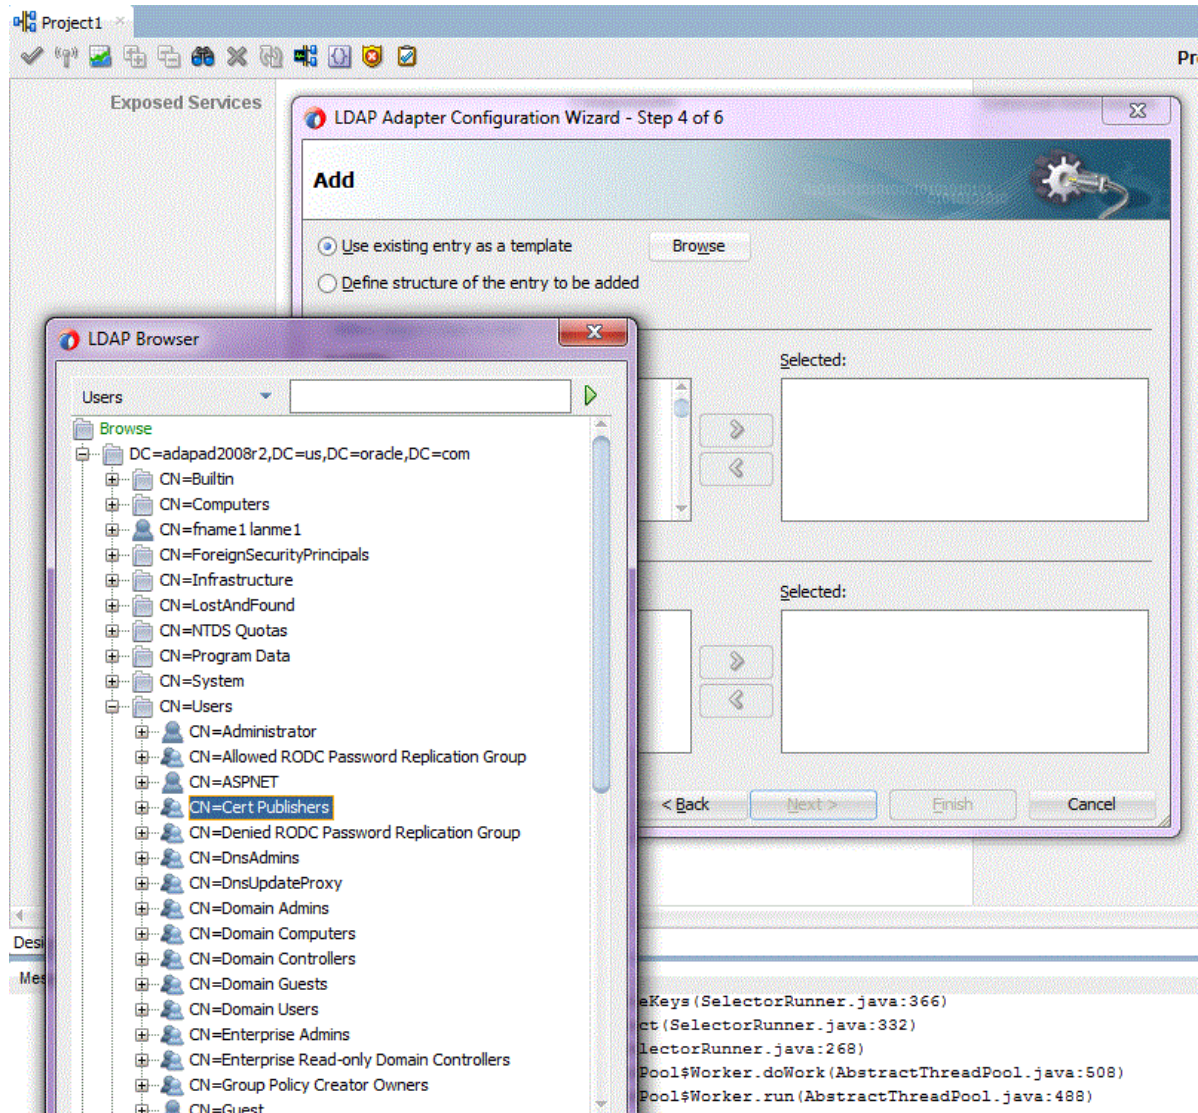 Project1
Pr
Exposed Services
LDAP Adapter Configuration Wizard - Step 4 of 6
Add
Use existing entry as a template
Browse
Define structure of the entry to be added
LDAP Browser
Selected:
Users
Browse
DC=adapad2008r2,DC=us,DC=oracle,DC=com
CN=Builtin
CN=Computers
CN=fname1 lanme1
CN=ForeignSecurityPrincipals
CN=Infrastructure
CN=LostAndFound
Selected:
CN=NTDS Quotas
CN=Program Data
CN=System
CN=Users
CN=Administrator
CN=Allowed RODC Password Replication Group
CN=ASPNET
CN=Cert Publishers
< Back
Next >
Finish
Cancel
CN=Denied RODC Password Replication Group
CN=DnsAdmins
CN=DnsUpdateProxy
CN=Domain Admins
CN=Domain Computers
Desi
CN=Domain Controllers
Mes
CN=Domain Guests
eKeys(SelectorRunner.java:366)
CN=Domain Users
ct(SelectorRunner.java:332)
CN=Enterprise Admins
lectorRunner.java:268)
CN=Enterprise Read-only Domain Controllers
Pool$Worker.doWork(AbstractThreadPool.java:508)
CN=Group Policy Creator Owners
Pool$Worker.run(AbstractThreadPool.java:488)
CN=Guest